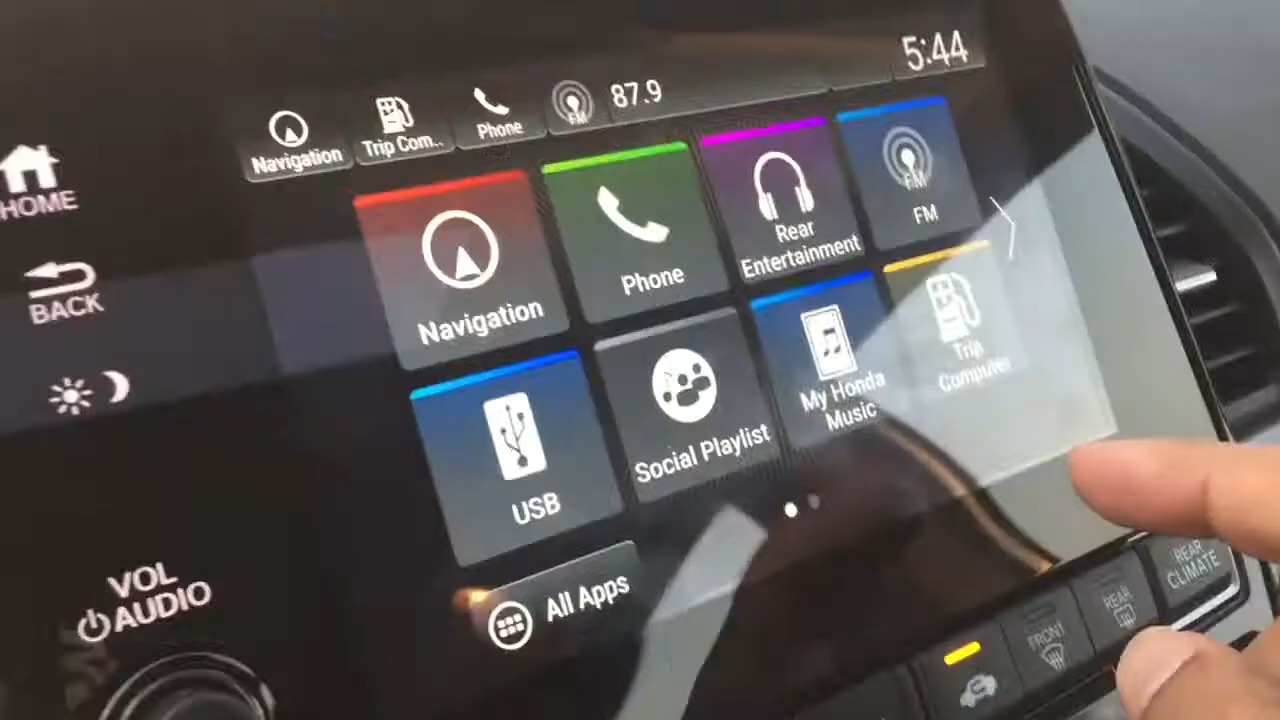 5:44
Navigation
Trip Com..
Phone
FM
87.9
HOME
BACK
Navigation
Phone
Rear
Entertainment
FM
FM
USB
Social Playlist
My Honda
Music
Trip
Computer
All Apps
VOL
AUDIO
FRONT
REAR
REAR
CLIMATE